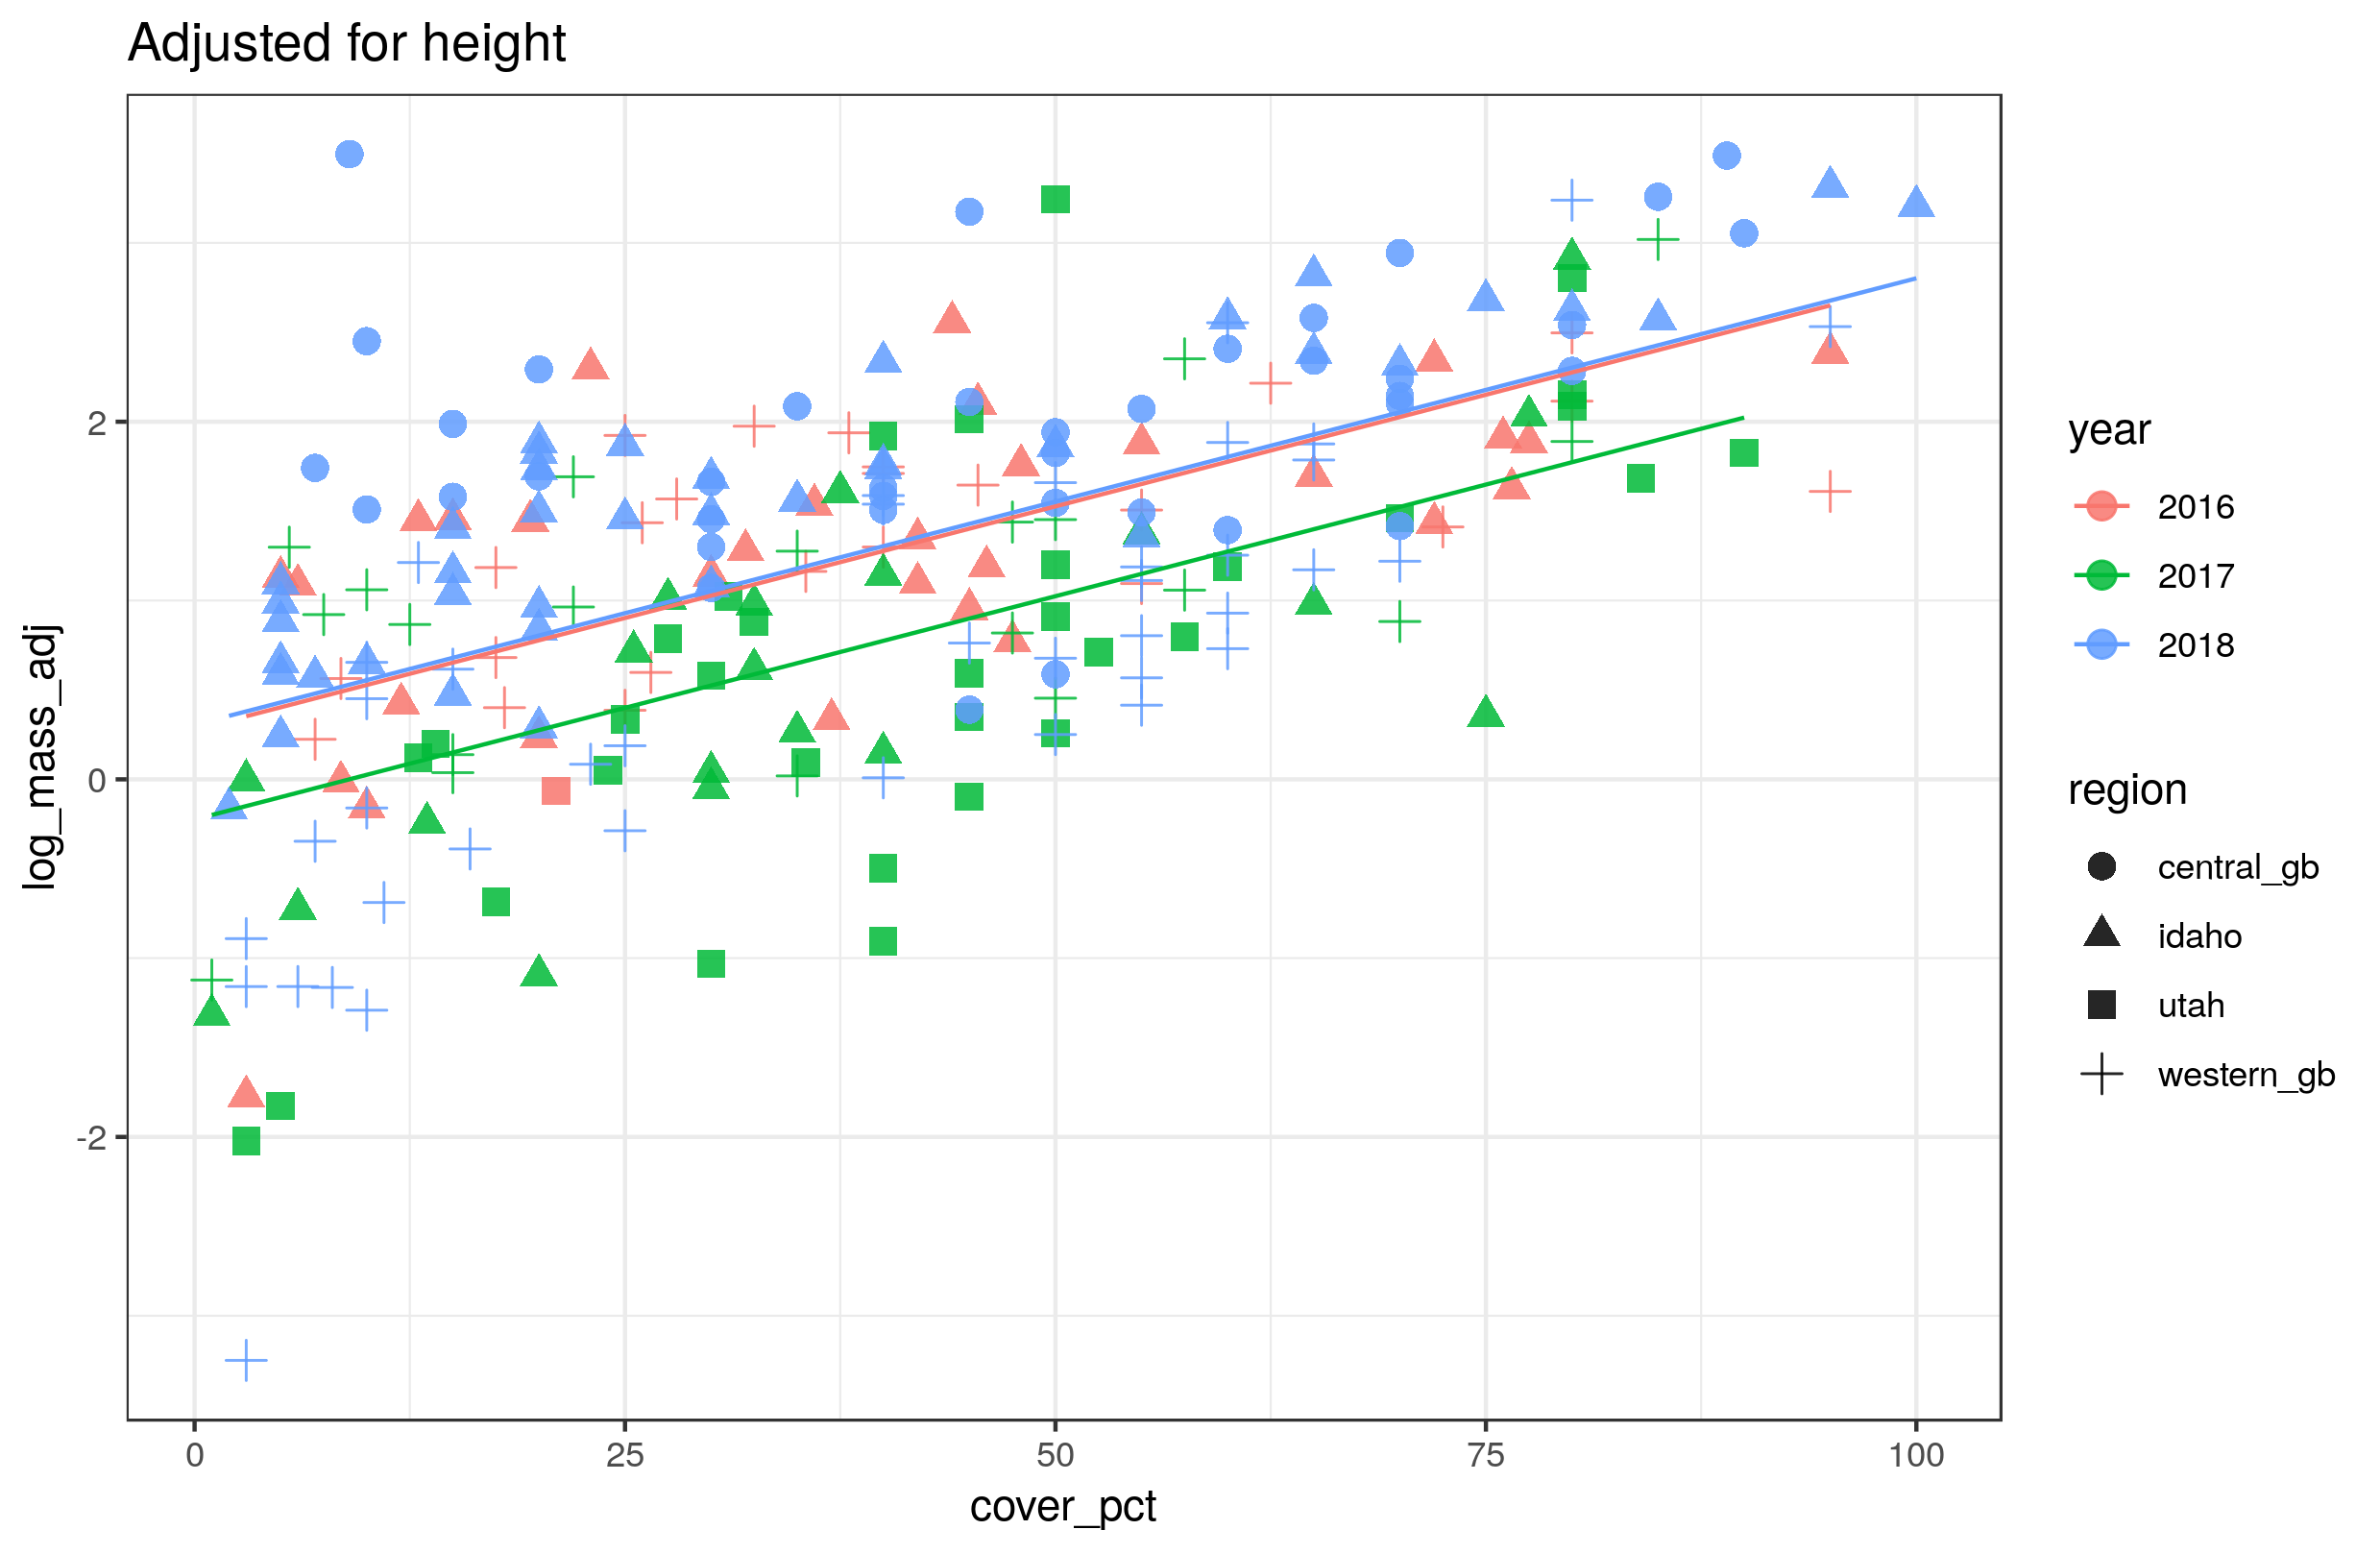 Adjusted for height
log_mass_adj
2
0
-2
0
25
50
75
100
cover_pct
year
2016
2017
2018
region
central_gb
idaho
utah
western_gb